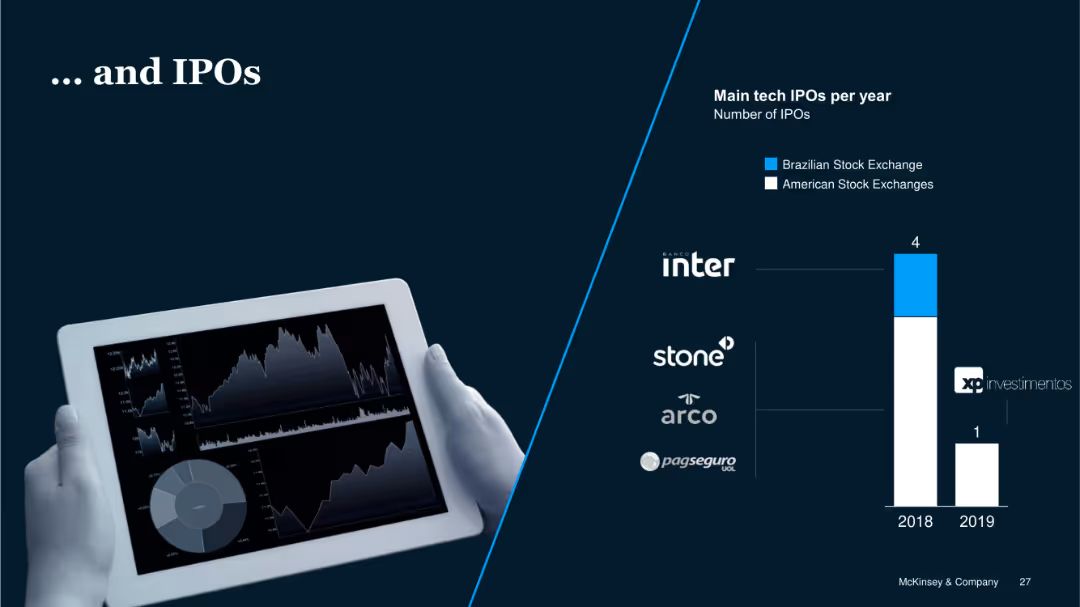 ... and IPOs
Main tech IPOs per year
Number of IPOs
Brazilian Stock Exchange
American Stock Exchanges
4
BANCO
inter
stone
xp investimentos
arco
1
pagseguro
UOL
2018 2019
McKinsey & Company 27